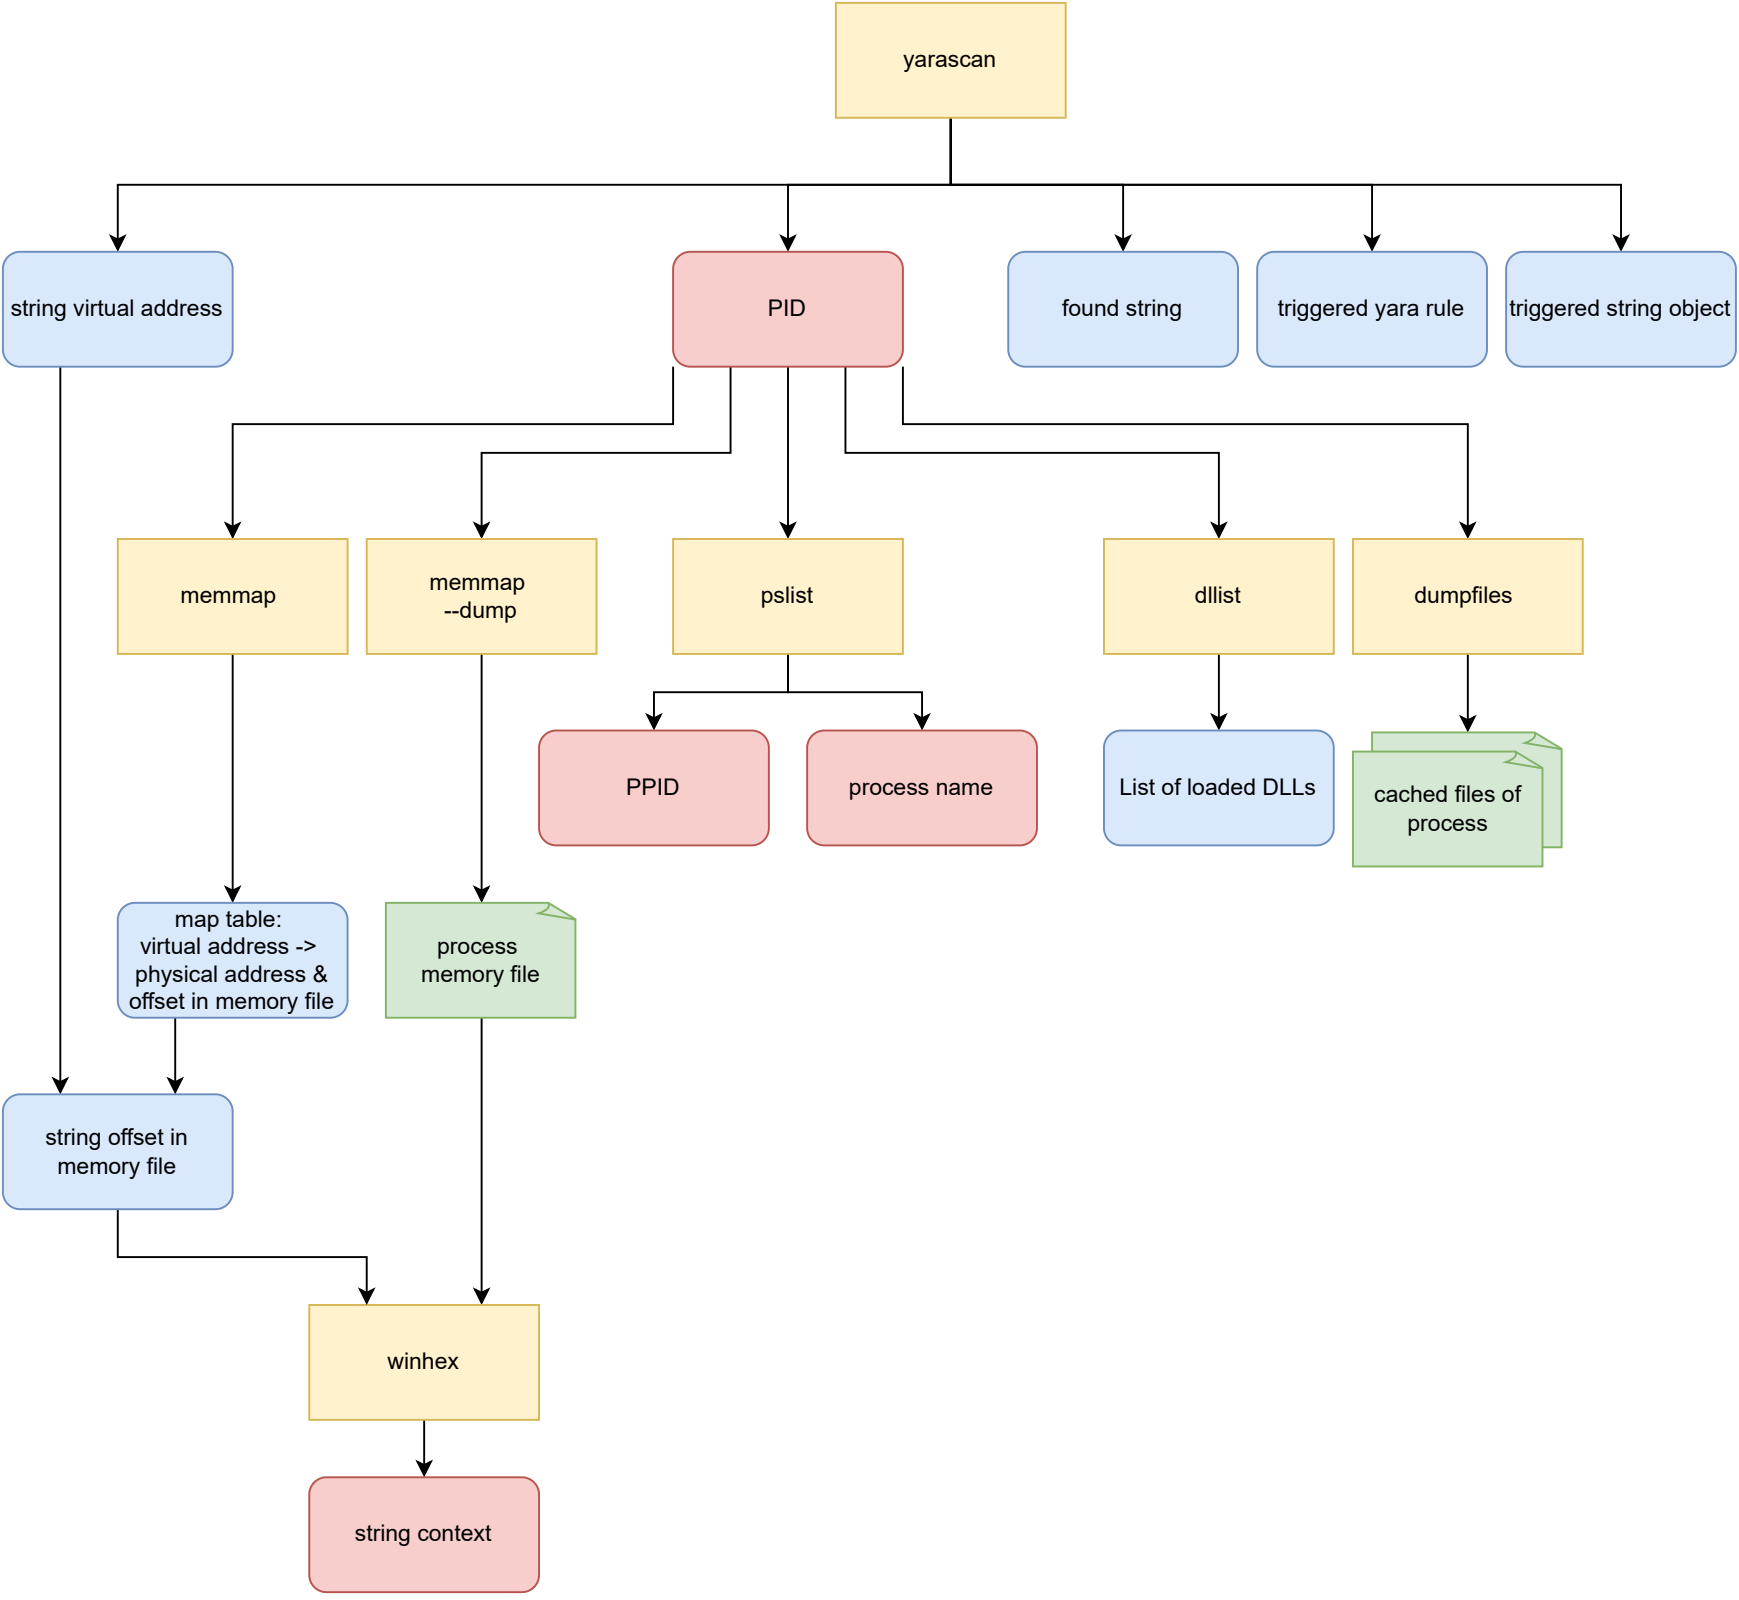 yarascan
string virtual address
PID
found string
triggered yara rule
triggered string object
memmap
memmap
--dump
pslist
dllist
dumpfiles
PPID
process name
List of loaded DLLs
cached files of
process
map table:
virtual address ->
physical address &
offset in memory file
process
memory file
string offset in
memory file
winhex
string context